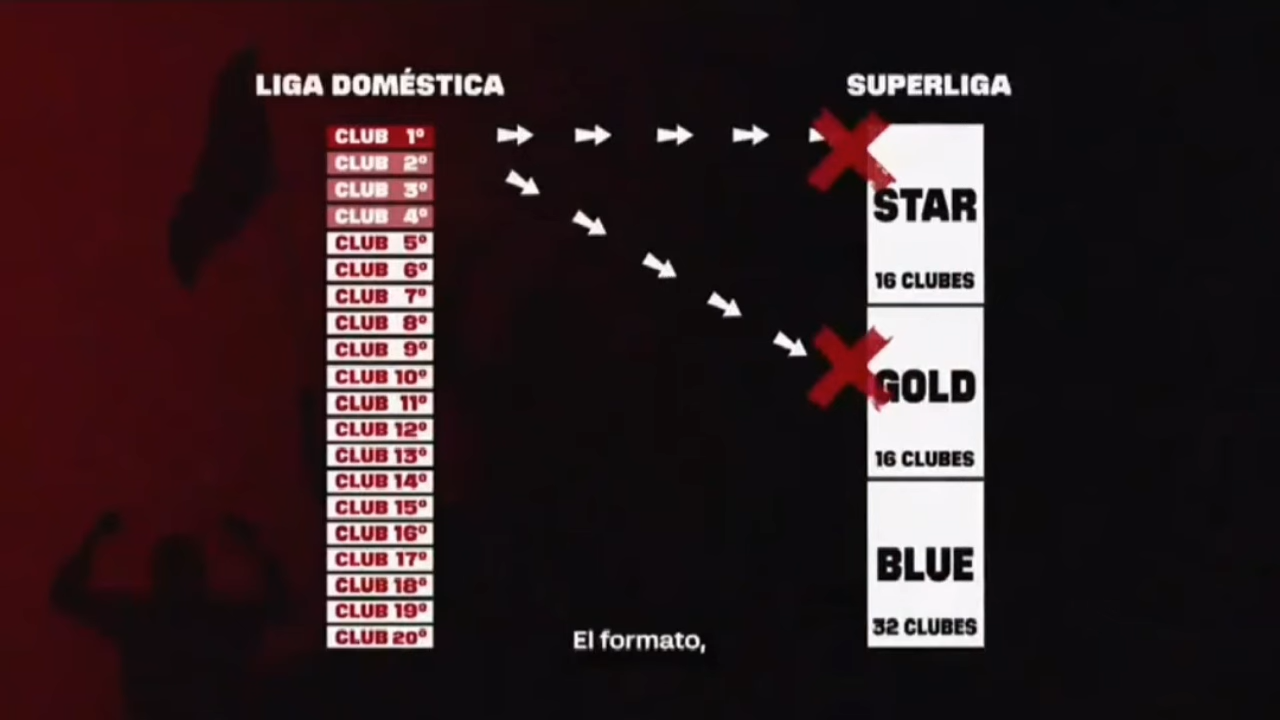 LIGA DOMÉSTICA
CLUB 1º
CLUB 2º
CLUB 3º
CLUB 4º
CLUB 5º
CLUB 6º
CLUB 7º
CLUB 8º
CLUB 9º
CLUB 10º
CLUB 11º
CLUB 12º
CLUB 13º
CLUB 14º
CLUB 15º
CLUB 16º
CLUB 17º
CLUB 18º
CLUB 19º
CLUB 20º
SUPERLIGA
STAR
16 CLUBES
GOLD
16 CLUBES
BLUE
32 CLUBES
El formato,